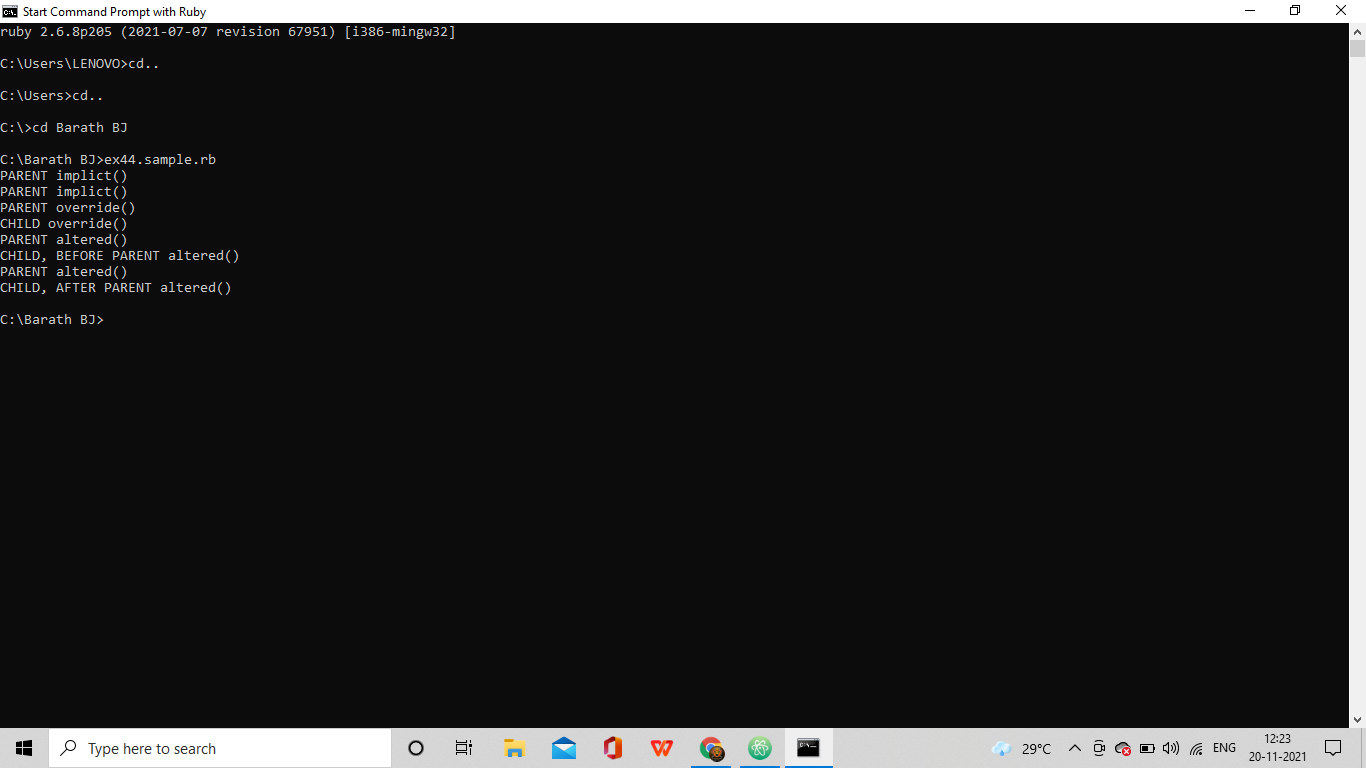 Start Command Prompt with Ruby
ruby 2.6.8p205 (2021-07-07 revision 67951) [i386-mingw32]
C:\Users\LENOVO>cd..
C:\Users>cd..
C:\>cd Barath BJ
C:\Barath BJ>ex44.sample.rb
PARENT implict()
PARENT implict()
PARENT override()
CHILD override()
PARENT altered()
CHILD, BEFORE PARENT altered()
PARENT altered()
CHILD, AFTER PARENT altered()
C:\Barath BJ>
Type here to search
29°C
ENG
12:23
20-11-2021